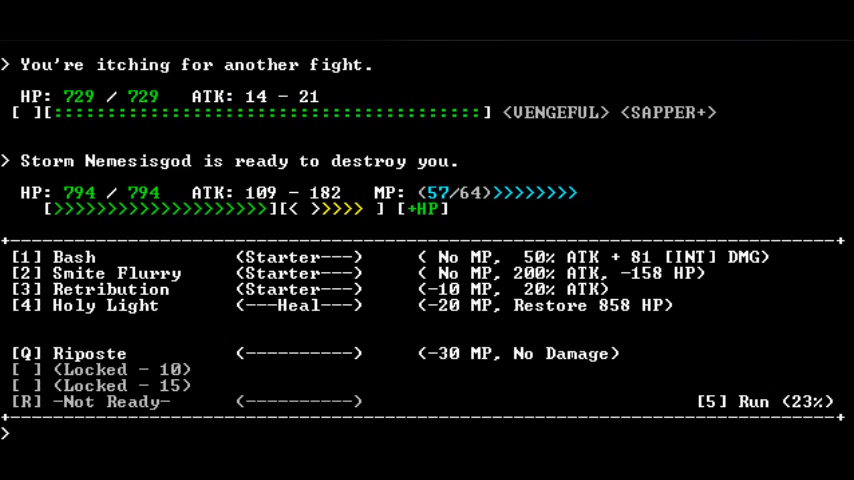 > You're itching for another fight.
HP: 729 / 729 ATK: 14 - 21
[ ][::::::::::::::::::::::::::::::::::::::::] <VENGEFUL> <SAPPER+>
> Storm Nemesisgod is ready to destroy you.
HP: 794 / 794 ATK: 109 - 182 MP: (57/64)>>>>>>>>
[>>>>>>>>>>>>>>>>>>>>][< >>>>> ] [+HP]
+------------------------------------------------------------------------------+
[1] Bash (Starter---) ( No MP, 50% ATK + 81 [INT] DMG)
[2] Smite Flurry (Starter---) ( No MP, 200% ATK, -158 HP)
[3] Retribution (Starter---) (-10 MP, 20% ATK)
[4] Holy Light (---Heal---) (-20 MP, Restore 858 HP)
[Q] Riposte (----------) (-30 MP, No Damage)
[ ] (Locked - 10)
[ ] (Locked - 15)
[R] -Not Ready- (----------) [5] Run (23%)
+------------------------------------------------------------------------------+
>